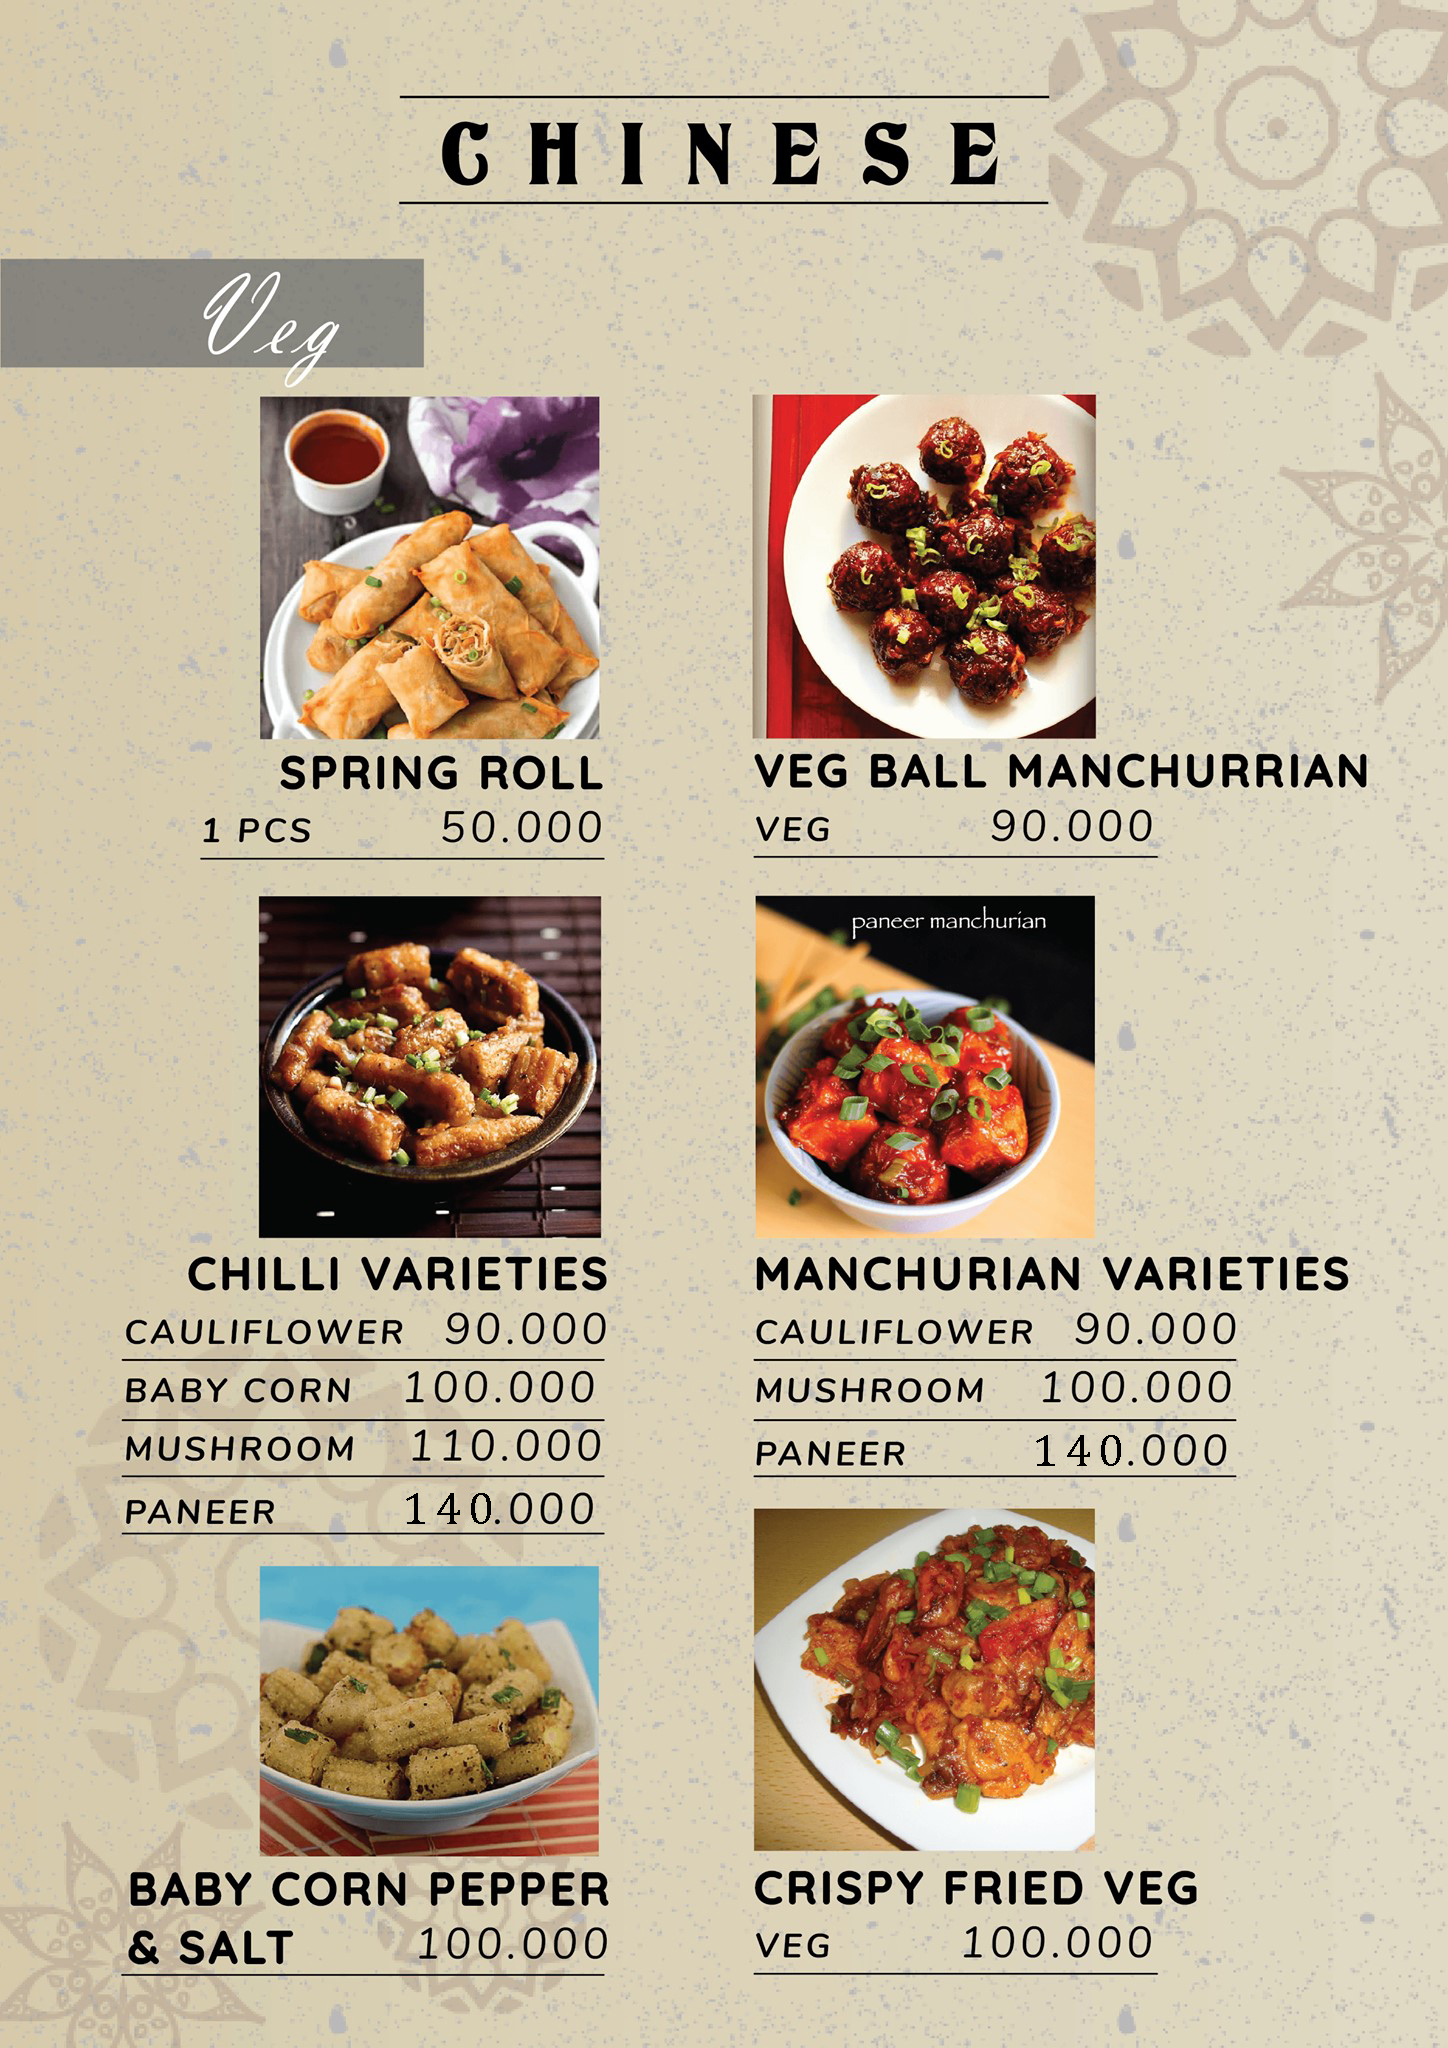 CHINESE
Veg
SPRING ROLL
1 PCS 50.000
VEG BALL MANCHURRIAN
VEG 90.000
CHILLI VARIETIES
CAULIFLOWER 90.000
BABY CORN 100.000
MUSHROOM 110.000
PANEER 140.000
paneer manchurian
MANCHURIAN VARIETIES
CAULIFLOWER 90.000
MUSHROOM 100.000
PANEER 140.000
BABY CORN PEPPER
& SALT 100.000
CRISPY FRIED VEG
VEG 100.000